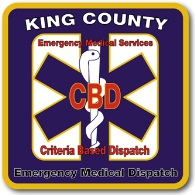 KING COUNTY
Emergency Medical Services
CBD
Criteria Based Dispatch
Emergency Medical Dispatch